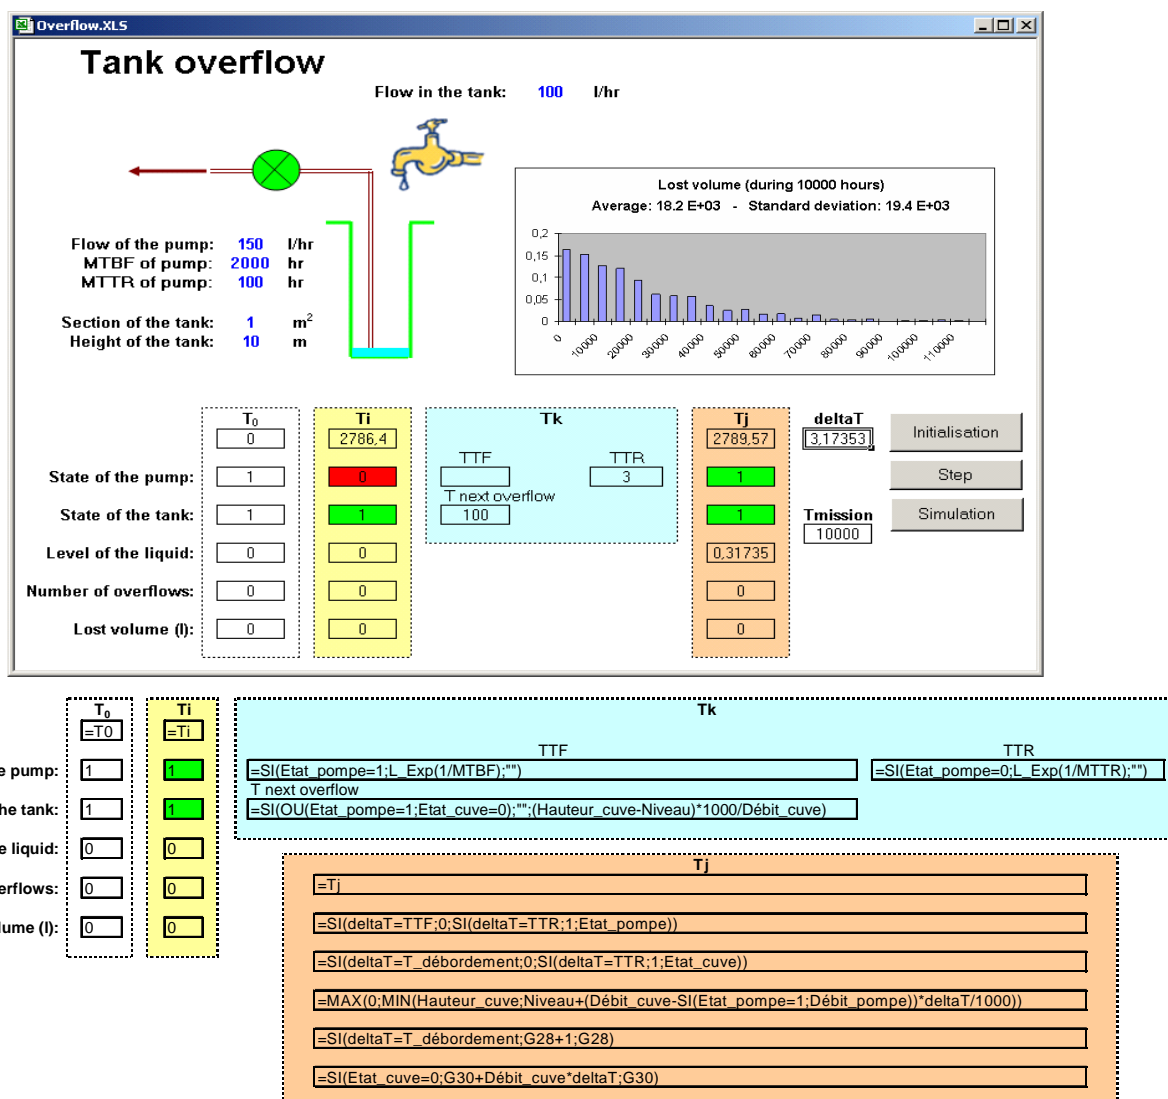 Overflow.XLS
Tank overflow
Flow in the tank: 100 l/hr
Lost volume (during 10000 hours)
Average: 18.2 E+03 - Standard deviation: 19.4 E+03
0,2
0,15
0,1
0,05
0
0 10000 20000 30000 40000 50000 60000 70000 80000 90000 100000 110000
Flow of the pump: 150 l/hr
MTBF of pump: 2000 hr
MTTR of pump: 100 hr
Section of the tank: 1 m²
Height of the tank: 10 m
T₀ Ti Tk Tj deltaT
0 2786,4 2789,57 3,17353 Initialisation
TTF TTR
State of the pump: 1 0 3 1 Step
T next overflow
State of the tank: 1 1 100 1 Tmission Simulation
10000
Level of the liquid: 0 0 0,31735
Number of overflows: 0 0 0
Lost volume (l): 0 0 0
T₀ Ti Tk
=T0 =Ti
TTF TTR
e pump: 1 1 =SI(Etat_pompe=1;L_Exp(1/MTBF);"") =SI(Etat_pompe=0;L_Exp(1/MTTR);"")
T next overflow
he tank: 1 1 =SI(OU(Etat_pompe=1;Etat_cuve=0);"";(Hauteur_cuve-Niveau)*1000/Débit_cuve)
e liquid: 0 0
Tj
erflows: 0 0 =Tj
lume (l): 0 0 =SI(deltaT=TTF;0;SI(deltaT=TTR;1;Etat_pompe))
=SI(deltaT=T_débordement;0;SI(deltaT=TTR;1;Etat_cuve))
=MAX(0;MIN(Hauteur_cuve;Niveau+(Débit_cuve-SI(Etat_pompe=1;Débit_pompe))*deltaT/1000))
=SI(deltaT=T_débordement;G28+1;G28)
=SI(Etat_cuve=0;G30+Débit_cuve*deltaT;G30)